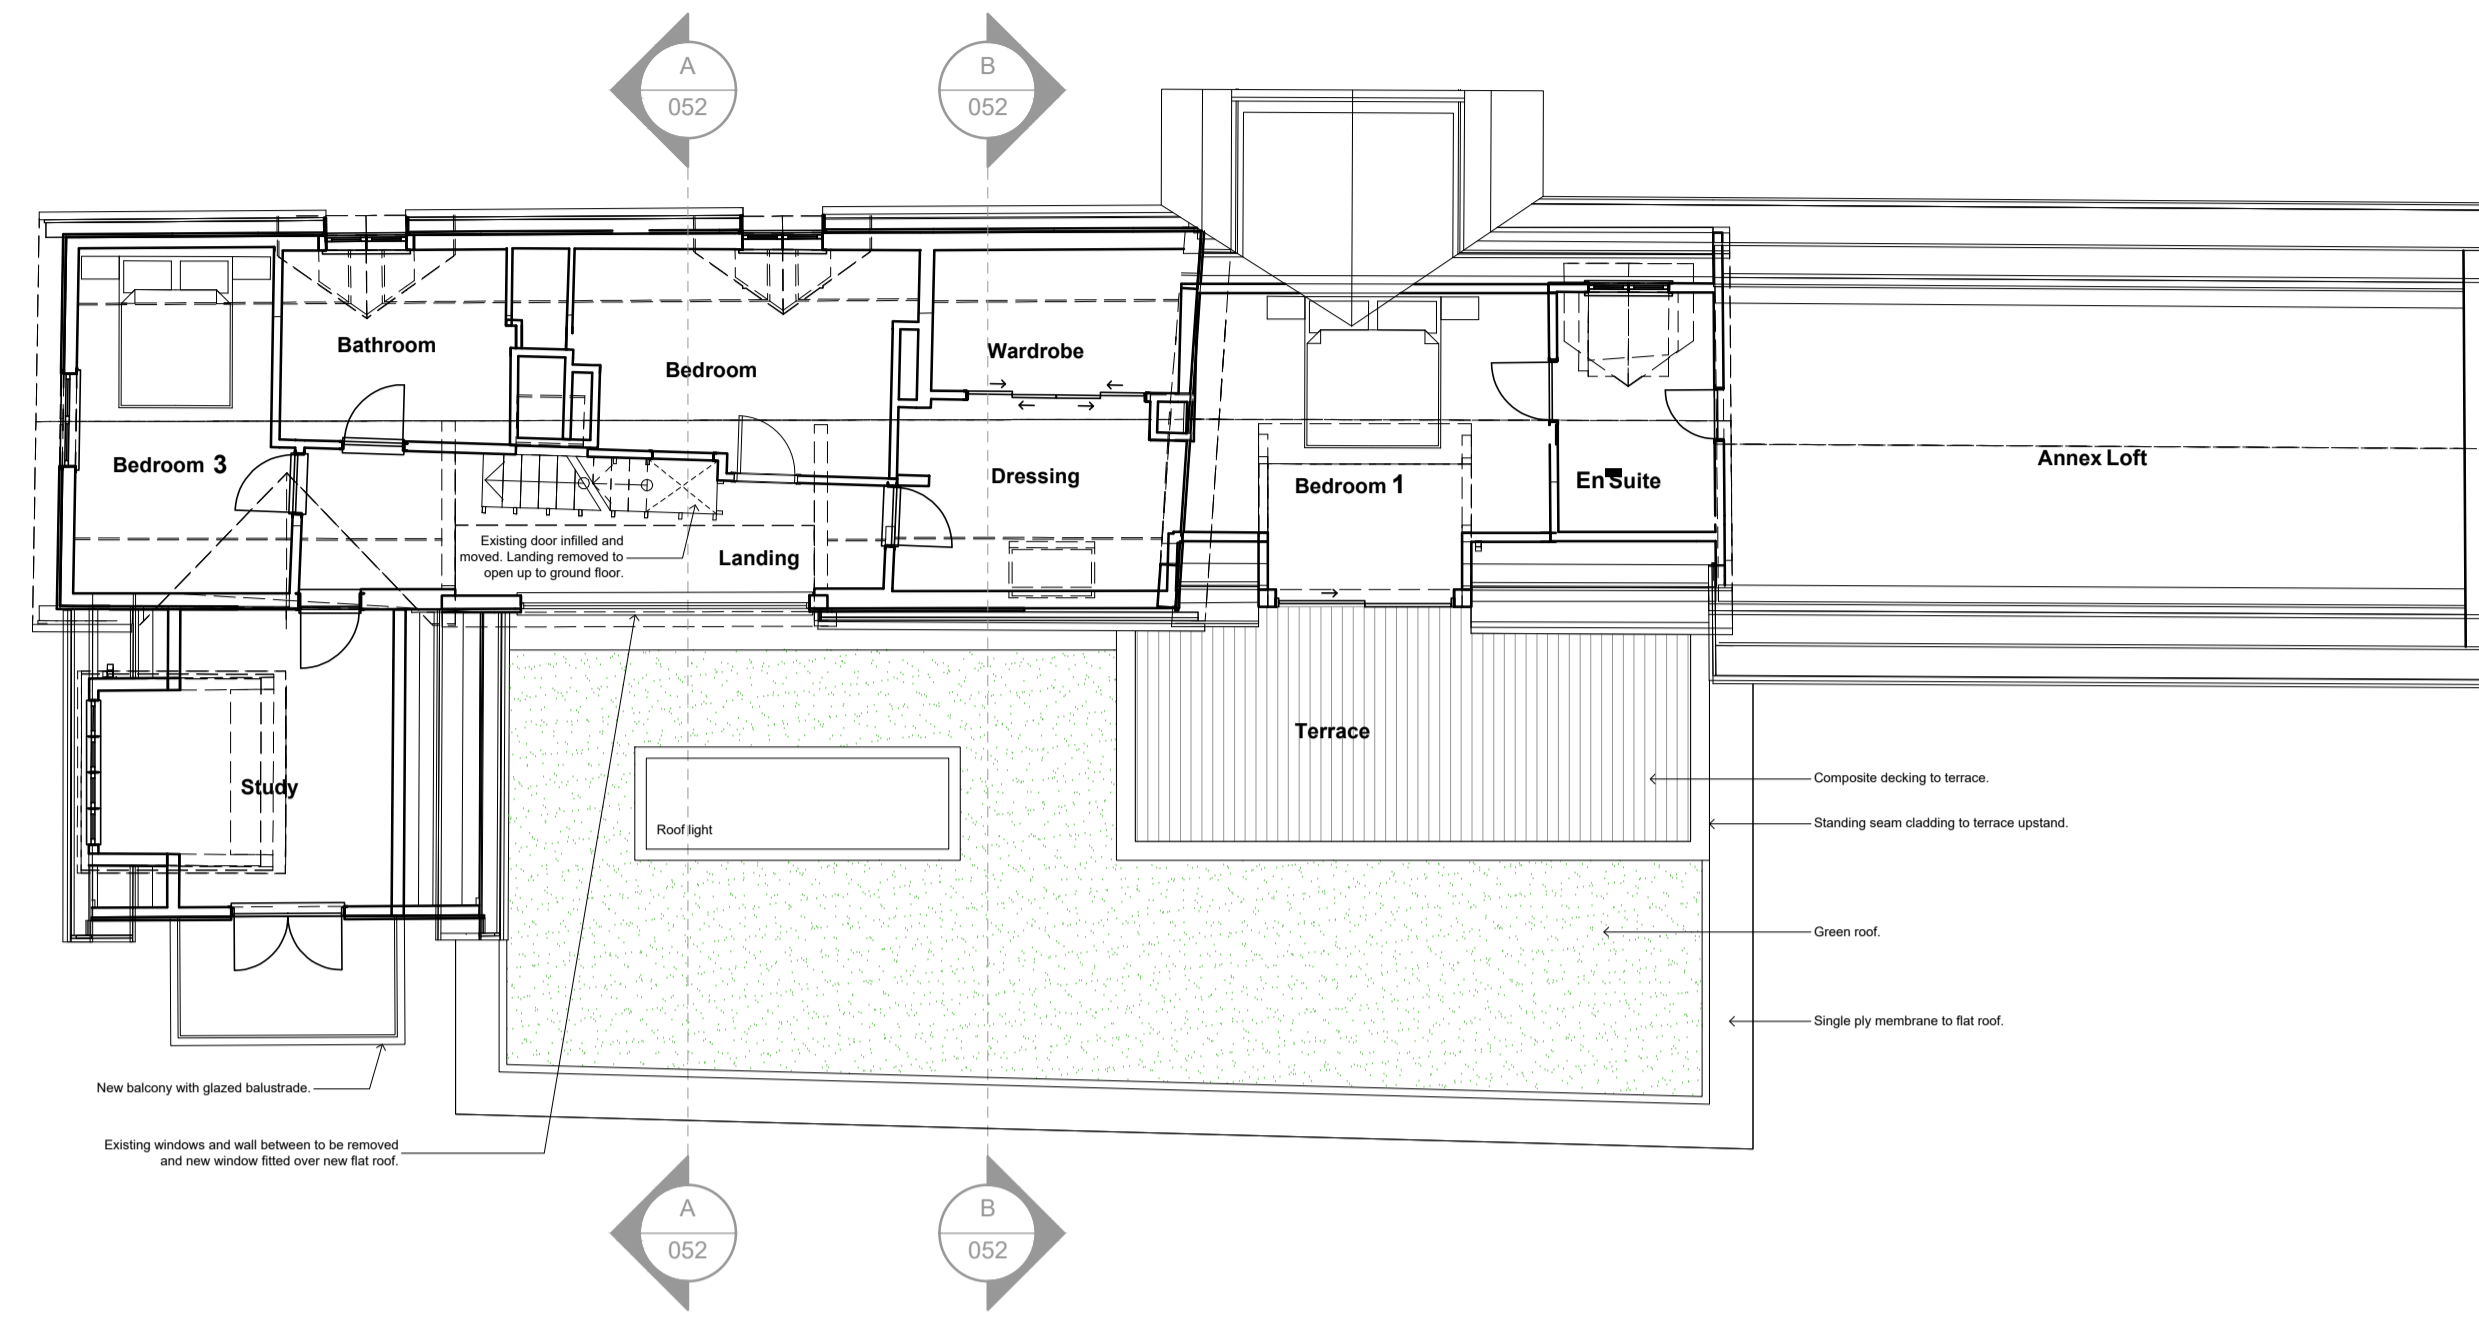 A
052
B
052
Bathroom
Bedroom
Wardrobe
Bedroom 3
Dressing
Bedroom 1
En Suite
Annex Loft
Existing door infilled and
moved. Landing removed to
open up to ground floor.
Landing
Terrace
Study
Roof light
Composite decking to terrace.
Standing seam cladding to terrace upstand.
Green roof.
Single ply membrane to flat roof.
New balcony with glazed balustrade.
Existing windows and wall between to be removed
and new window fitted over new flat roof.
A
052
B
052